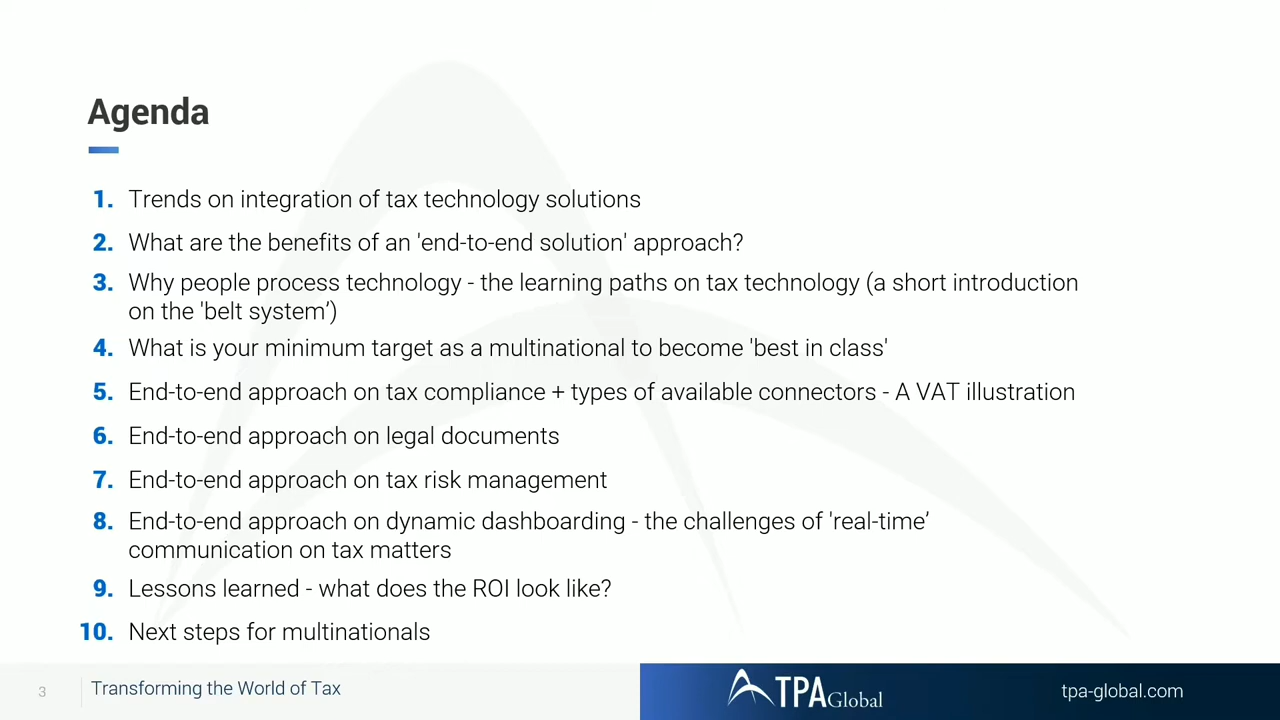 Agenda
1. Trends on integration of tax technology solutions
2. What are the benefits of an 'end-to-end solution' approach?
3. Why people process technology - the learning paths on tax technology (a short introduction
on the 'belt system’)
4. What is your minimum target as a multinational to become 'best in class'
5. End-to-end approach on tax compliance + types of available connectors - A VAT illustration
6. End-to-end approach on legal documents
7. End-to-end approach on tax risk management
8. End-to-end approach on dynamic dashboarding - the challenges of 'real-time’
communication on tax matters
9. Lessons learned - what does the ROI look like?
10. Next steps for multinationals
3 Transforming the World of Tax
TPA Global
tpa-global.com